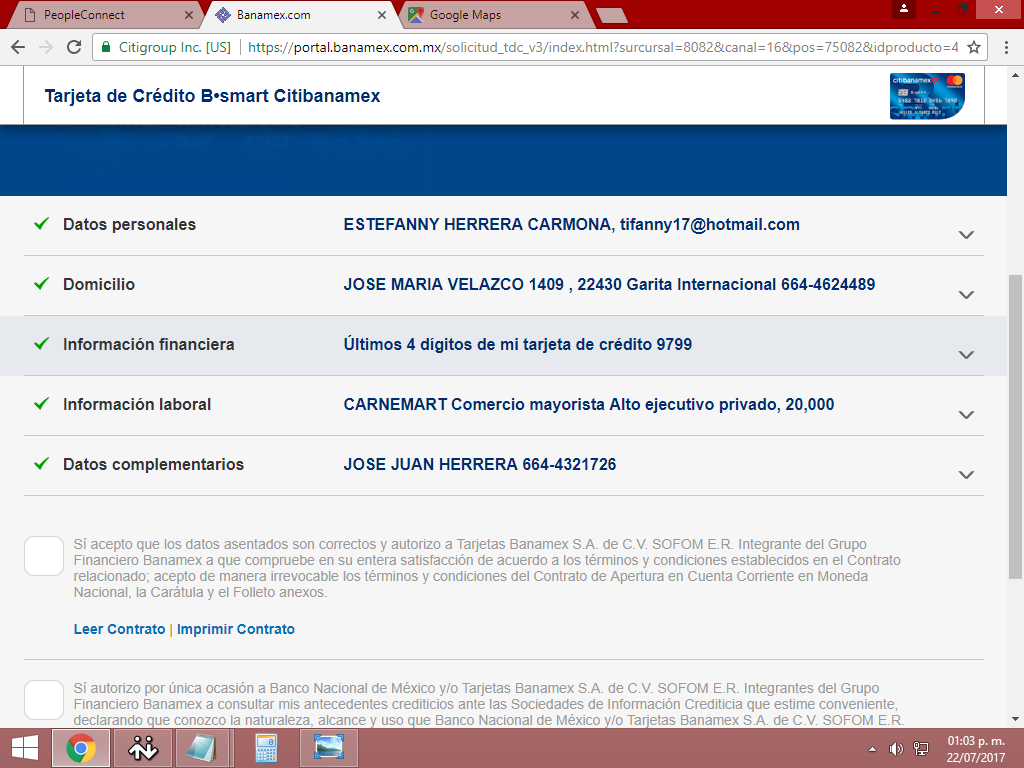 PeopleConnect
Banamex.com
Google Maps
Citigroup Inc. [US] https://portal.banamex.com.mx/solicitud_tdc_v3/index.html?sursursal=8082&canal=16&pos=75082&idproducto=4
Tarjeta de Crédito B•smart Citibanamex
citibanamex
Datos personales ESTEFANNY HERRERA CARMONA, tifanny17@hotmail.com
Domicilio JOSE MARIA VELAZCO 1409 , 22430 Garita Internacional 664-4624489
Información financiera Últimos 4 dígitos de mi tarjeta de crédito 9799
Información laboral CARNEMART Comercio mayorista Alto ejecutivo privado, 20,000
Datos complementarios JOSE JUAN HERRERA 664-4321726
Sí acepto que los datos asentados son correctos y autorizo a Tarjetas Banamex S.A. de C.V. SOFOM E.R. Integrante del Grupo
Financiero Banamex a que compruebe en su entera satisfacción de acuerdo a los términos y condiciones establecidos en el Contrato
relacionado; acepto de manera irrevocable los términos y condiciones del Contrato de Apertura en Cuenta Corriente en Moneda
Nacional, la Carátula y el Folleto anexos.
Leer Contrato | Imprimir Contrato
Sí autorizo por única ocasión a Banco Nacional de México y/o Tarjetas Banamex S.A. de C.V. SOFOM E.R. Integrantes del Grupo
Financiero Banamex a consultar mis antecedentes crediticios ante las Sociedades de Información Crediticia que estime conveniente,
declarando que conozco la naturaleza, alcance y uso que Banco Nacional de México y/o Tarjetas Banamex S.A. de C.V. SOFOM E.R.
01:03 p. m.
22/07/2017